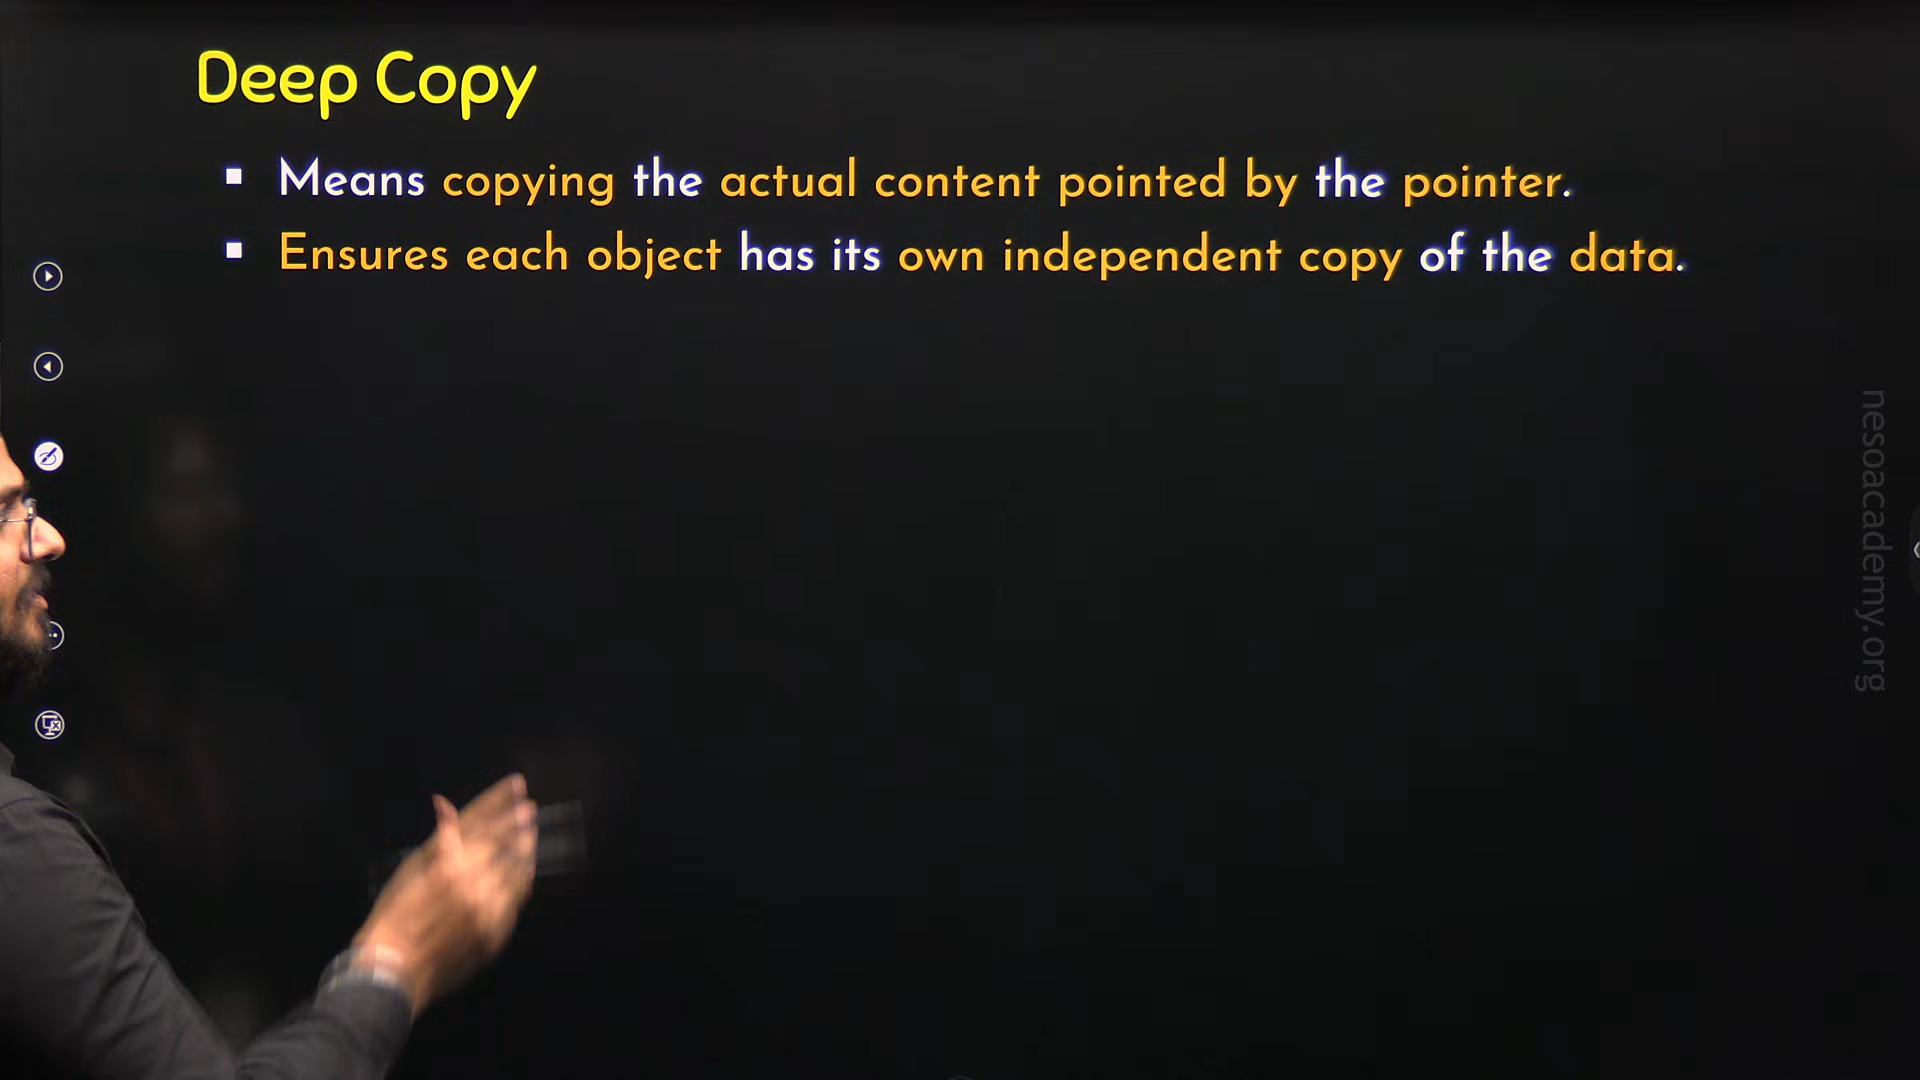 Deep Copy
▪ Means copying the actual content pointed by the pointer.
▪ Ensures each object has its own independent copy of the data.
nesoacademy.org